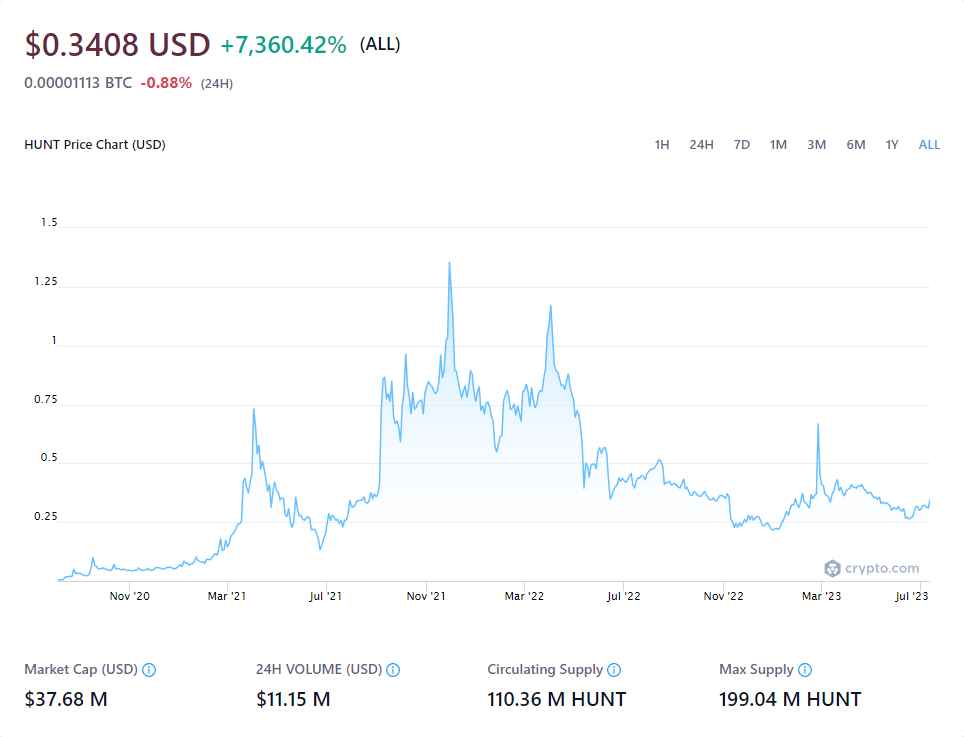 $0.3408 USD +7,360.42% (ALL)
0.00001113 BTC -0.88% (24H)
HUNT Price Chart (USD) 1H 24H 7D 1M 3M 6M 1Y ALL
1.5
1.25
1
0.75
0.5
0.25
crypto.com
Nov '20 Mar '21 Jul '21 Nov '21 Mar '22 Jul '22 Nov '22 Mar '23 Jul '23
Market Cap (USD) 24H VOLUME (USD) Circulating Supply Max Supply
$37.68 M $11.15 M 110.36 M HUNT 199.04 M HUNT